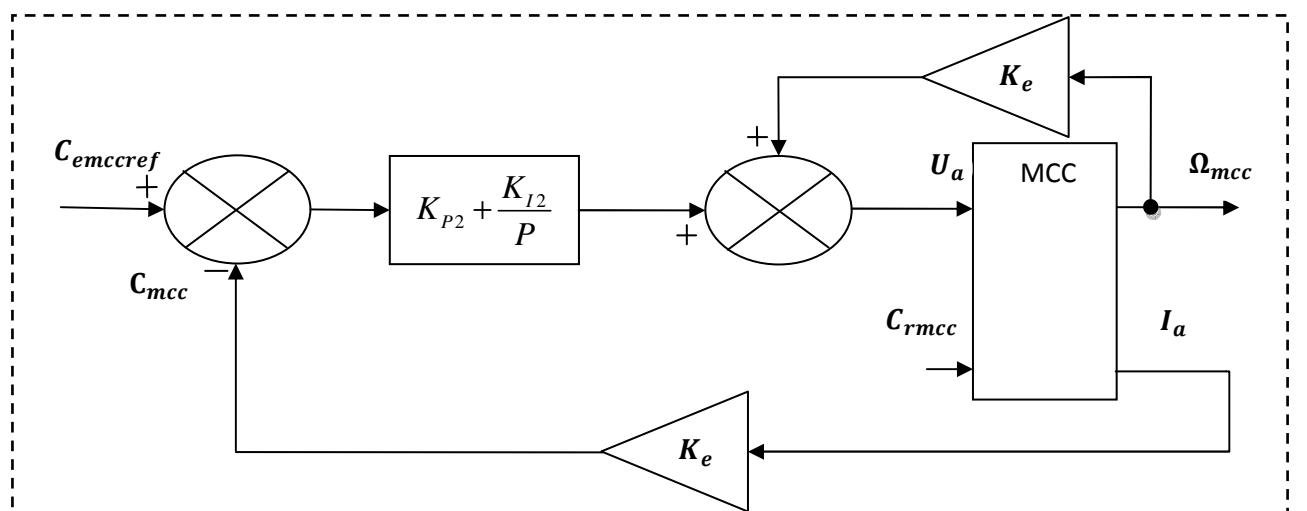 K_e
C_emccref
+
+
U_a
MCC
Ω_mcc
K_P2 + K_I2/P
+
−
C_mcc
C_rmcc
I_a
K_e